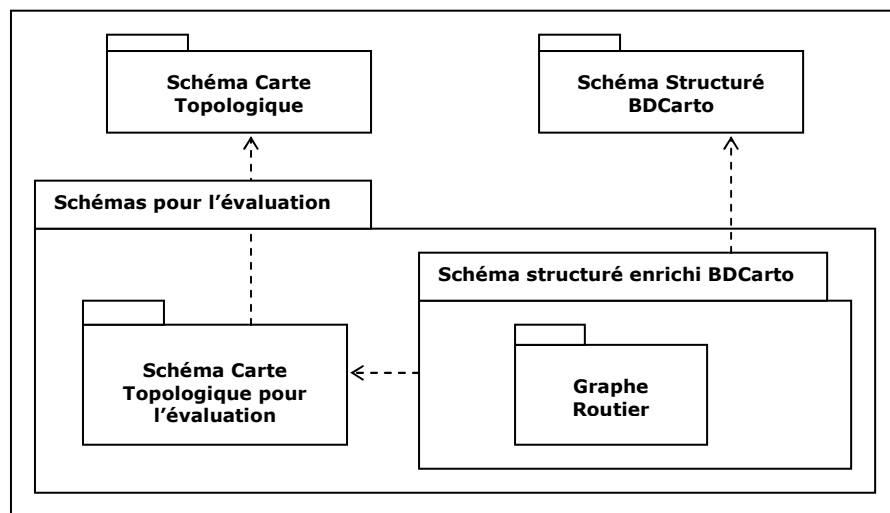 Schéma Carte
Topologique
Schéma Structuré
BDCarto
Schémas pour l’évaluation
Schéma structuré enrichi BDCarto
Schéma Carte
Topologique pour
l’évaluation
Graphe
Routier